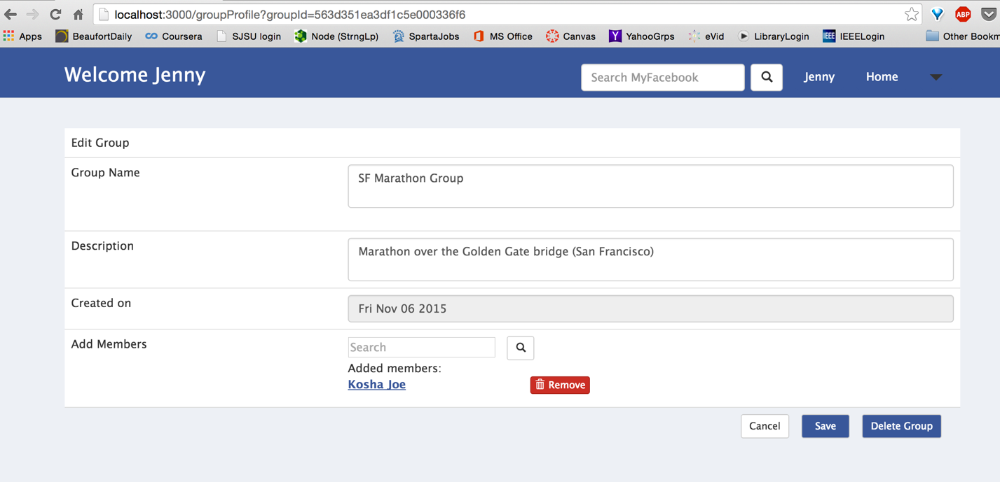 localhost:3000/groupProfile?groupId=563d351ea3df1c5e000336f6
ABP
Apps BeaufortDaily Coursera SJSU login Node (StrngLp) SpartaJobs MS Office Canvas Y YahooGrps eVid LibraryLogin IEEE IEEELogin Other Bookm
Welcome Jenny Search MyFacebook Jenny Home
Edit Group
Group Name SF Marathon Group
Description Marathon over the Golden Gate bridge (San Francisco)
Created on Fri Nov 06 2015
Add Members Search
Added members:
Kosha Joe Remove
Cancel Save Delete Group